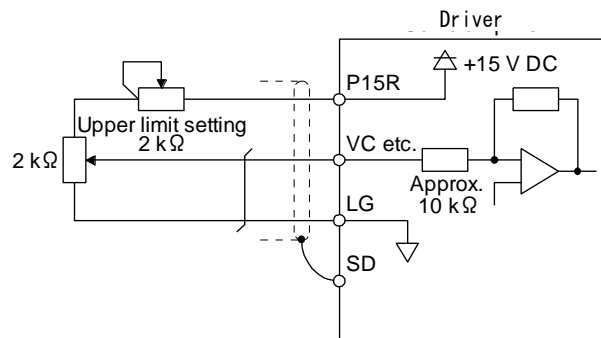 Driver
P15R
+15 V DC
Upper limit setting
2 kΩ
VC etc.
2 kΩ
Approx.
10 kΩ
LG
SD